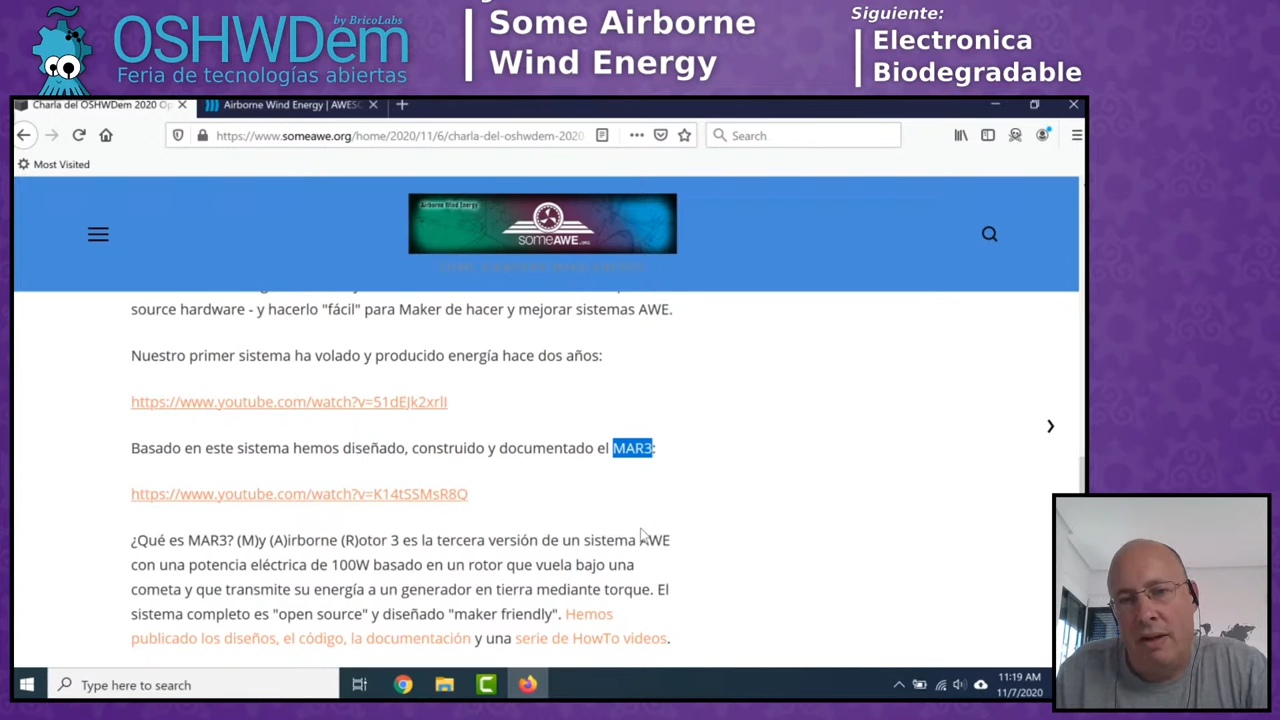 by BricoLabs
OSHWDem
Feria de tecnologías abiertas
Some Airborne
Wind Energy
Siguiente:
Electronica
Biodegradable
Charla del OSHWDem 2020 Op
Airborne Wind Energy | AWESC
https://www.someawe.org/home/2020/11/6/charla-del-oshwdem-2020
Search
Most Visited
Airborne Wind Energy
someAWE.ORG
source hardware - y hacerlo "fácil" para Maker de hacer y mejorar sistemas AWE.
Nuestro primer sistema ha volado y producido energía hace dos años:
https://www.youtube.com/watch?v=51dEJk2xrlI
Basado en este sistema hemos diseñado, construido y documentado el MAR3:
https://www.youtube.com/watch?v=K14tSSMsR8Q
¿Qué es MAR3? (M)y (A)irborne (R)otor 3 es la tercera versión de un sistema AWE
con una potencia eléctrica de 100W basado en un rotor que vuela bajo una
cometa y que transmite su energía a un generador en tierra mediante torque. El
sistema completo es "open source" y diseñado "maker friendly". Hemos
publicado los diseños, el código, la documentación y una serie de HowTo videos.
Type here to search
11:19 AM
11/7/2020